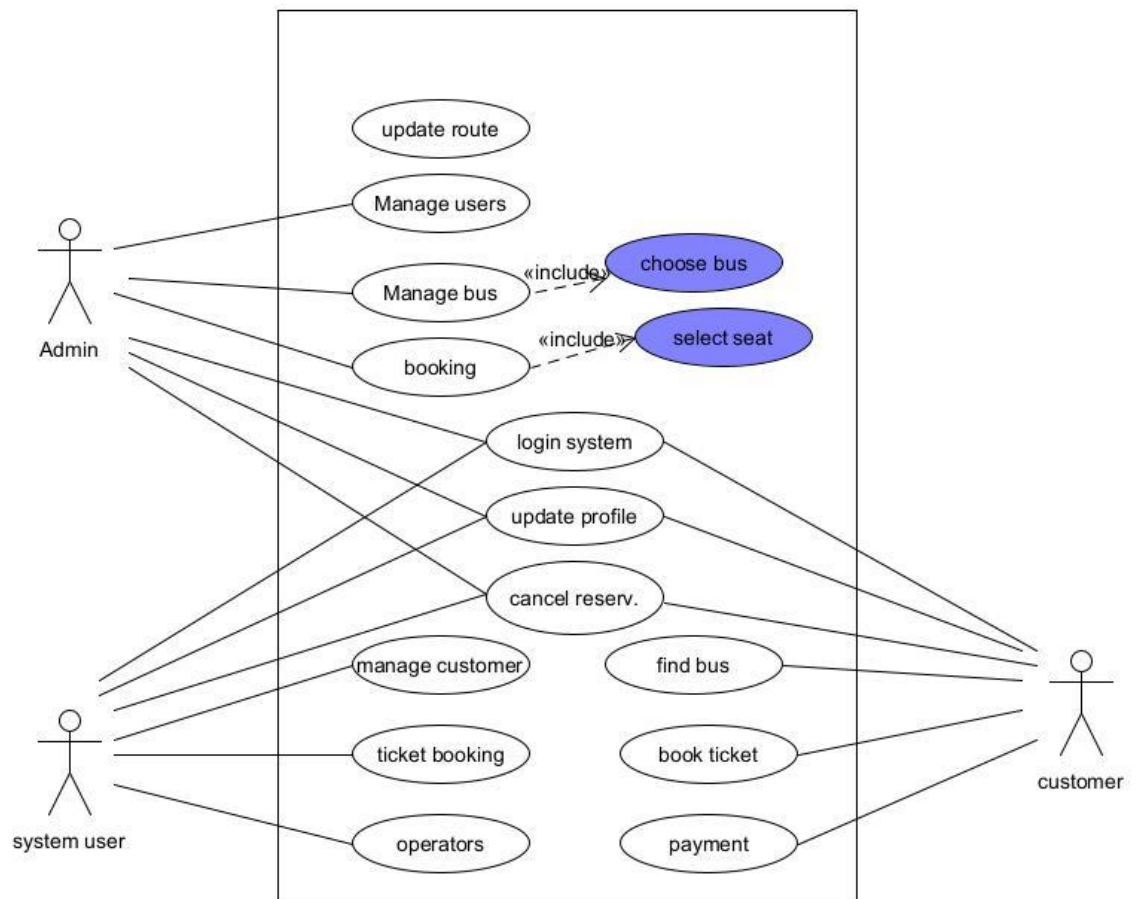 update route
Manage users
Admin
Manage bus
«include»
choose bus
booking
«include»
select seat
login system
update profile
cancel reserv.
manage customer
find bus
ticket booking
book ticket
customer
system user
operators
payment